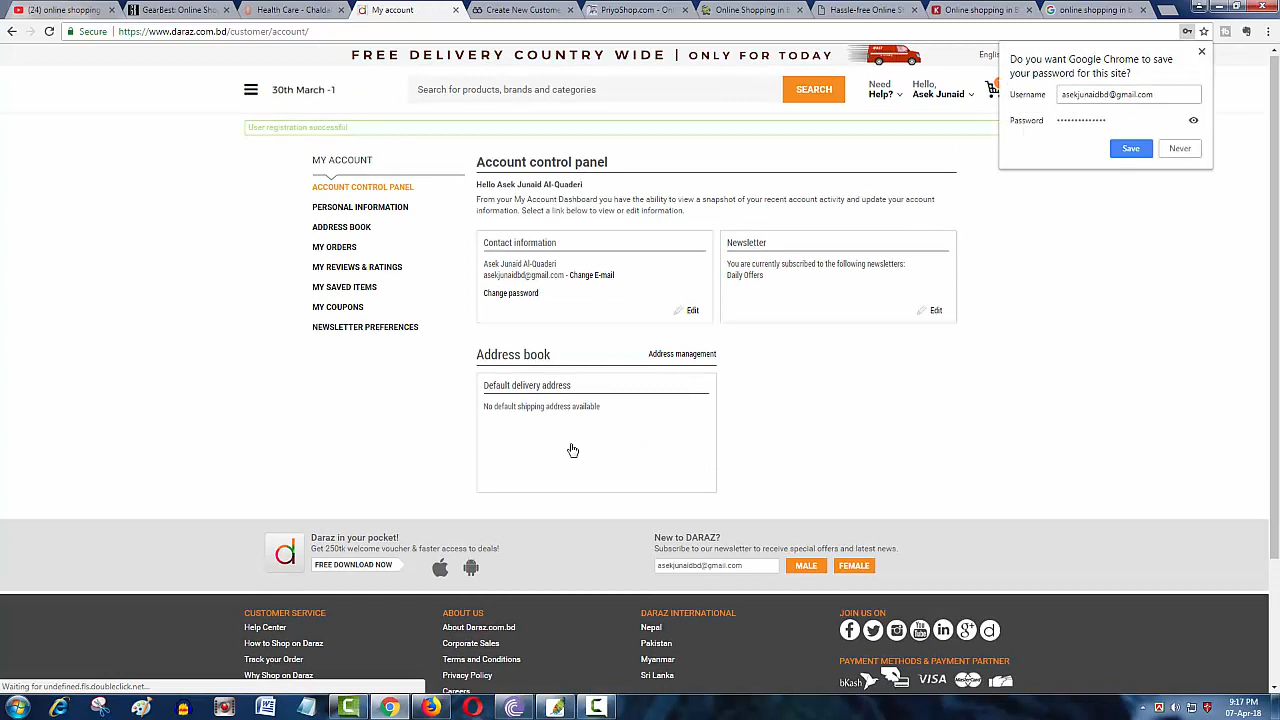 (24) online shopping
GearBest: Online Sho
Health Care - Chalda
My account
Create New Custome
PriyoShop.com - Onl
Online Shopping in B
Hassle-free Online Sh
Online shopping in B
online shopping in b
Secure
https://www.daraz.com.bd/customer/account/
FREE DELIVERY COUNTRY WIDE | ONLY FOR TODAY
Englis
30th March -1
Search for products, brands and categories
SEARCH
Need
Help?
Hello,
Asek Junaid
Do you want Google Chrome to save
your password for this site?
Username
asekjunaidbd@gmail.com
Password
••••••••••••••
Save
Never
User registration successful
MY ACCOUNT
ACCOUNT CONTROL PANEL
PERSONAL INFORMATION
ADDRESS BOOK
MY ORDERS
MY REVIEWS & RATINGS
MY SAVED ITEMS
MY COUPONS
NEWSLETTER PREFERENCES
Account control panel
Hello Asek Junaid Al-Quaderi
From your My Account Dashboard you have the ability to view a snapshot of your recent account activity and update your account
information. Select a link below to view or edit information.
Contact information
Asek Junaid Al-Quaderi
asekjunaidbd@gmail.com - Change E-mail
Change password
Edit
Newsletter
You are currently subscribed to the following newsletters:
Daily Offers
Edit
Address book
Address management
Default delivery address
No default shipping address available
Daraz in your pocket!
Get 250tk welcome voucher & faster access to deals!
FREE DOWNLOAD NOW
New to DARAZ?
Subscribe to our newsletter to receive special offers and latest news.
asekjunaidbd@gmail.com
MALE
FEMALE
CUSTOMER SERVICE
Help Center
How to Shop on Daraz
Track your Order
Why Shop on Daraz
ABOUT US
About Daraz.com.bd
Corporate Sales
Terms and Conditions
Privacy Policy
Careers
DARAZ INTERNATIONAL
Nepal
Pakistan
Myanmar
Sri Lanka
JOIN US ON
PAYMENT METHODS & PAYMENT PARTNER
bKash
VISA
Waiting for undefined.fls.doubleclick.net...
9:17 PM
07-Apr-18